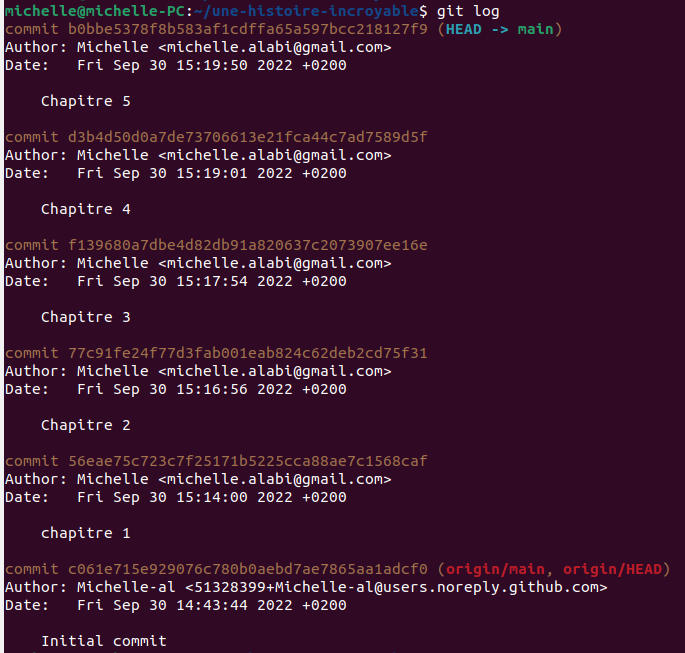 michelle@michelle-PC:~/une-histoire-incroyable$ git log
commit b0bbe5378f8b583af1cdffa65a597bcc218127f9 (HEAD -> main)
Author: Michelle <michelle.alabi@gmail.com>
Date:   Fri Sep 30 15:19:50 2022 +0200
Chapitre 5
commit d3b4d50d0a7de73706613e21fca44c7ad7589d5f
Author: Michelle <michelle.alabi@gmail.com>
Date:   Fri Sep 30 15:19:01 2022 +0200
Chapitre 4
commit f139680a7dbe4d82db91a820637c2073907ee16e
Author: Michelle <michelle.alabi@gmail.com>
Date:   Fri Sep 30 15:17:54 2022 +0200
Chapitre 3
commit 77c91fe24f77d3fab001eab824c62deb2cd75f31
Author: Michelle <michelle.alabi@gmail.com>
Date:   Fri Sep 30 15:16:56 2022 +0200
Chapitre 2
commit 56eae75c723c7f25171b5225cca88ae7c1568caf
Author: Michelle <michelle.alabi@gmail.com>
Date:   Fri Sep 30 15:14:00 2022 +0200
chapitre 1
commit c061e715e929076c780b0aebd7ae7865aa1adcf0 (origin/main, origin/HEAD)
Author: Michelle-al <51328399+Michelle-al@users.noreply.github.com>
Date:   Fri Sep 30 14:43:44 2022 +0200
Initial commit